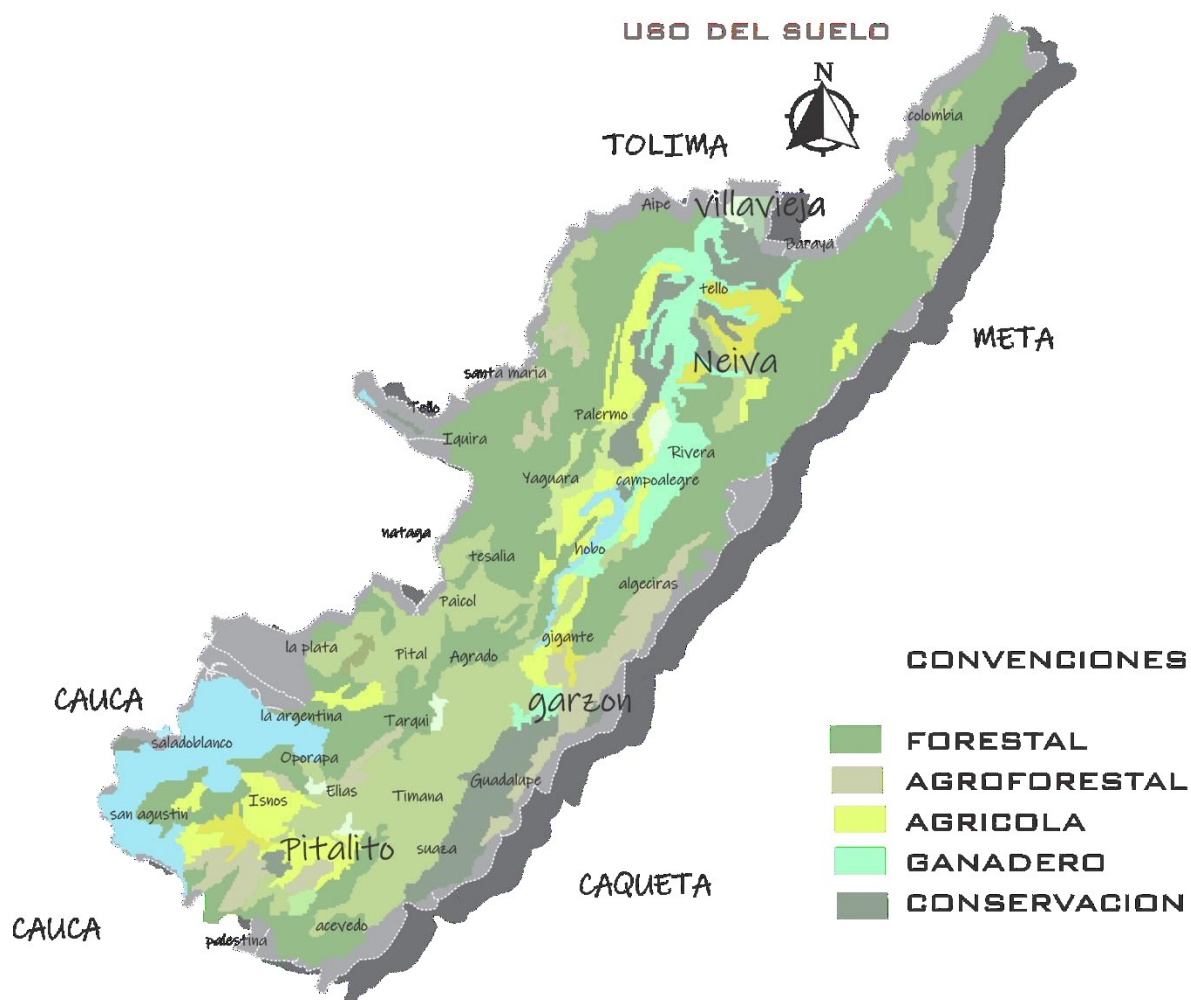 USO DEL SUELO
N
colombia
TOLIMA
Aipe
villavieja
Baraya
tello
META
Neiva
santa maria
Tello
Palermo
Iquira
Rivera
Yaguara
campoalegre
nataga
hobo
tesalia
algeciras
Paicol
gigante
la plata
Pital
Agrado
CONVENCIONES
CAUCA
garzon
la argentina
Tarqui
saladoblanco
FORESTAL
Oporapa
Guadalupe
AGROFORESTAL
Elias
Isnos
Timana
san agustin
AGRICOLA
Pitalito
suaza
GANADERO
CAQUETA
CONSERVACION
CAUCA
acevedo
palestina